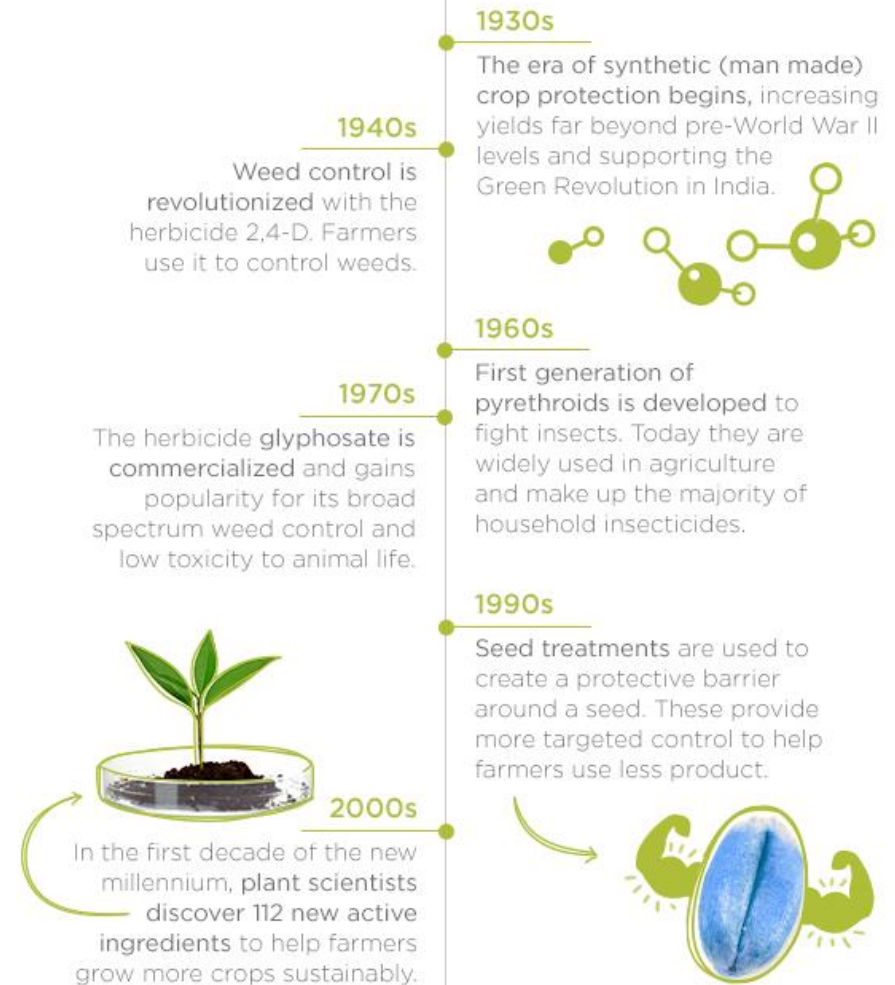 1930s
The era of synthetic (man made)
crop protection begins, increasing
yields far beyond pre-World War II
levels and supporting the
Green Revolution in India.
1940s
Weed control is
revolutionized with the
herbicide 2,4-D. Farmers
use it to control weeds.
1960s
First generation of
pyrethroids is developed to
fight insects. Today they are
widely used in agriculture
and make up the majority of
household insecticides.
1970s
The herbicide glyphosate is
commercialized and gains
popularity for its broad
spectrum weed control and
low toxicity to animal life.
1990s
Seed treatments are used to
create a protective barrier
around a seed. These provide
more targeted control to help
farmers use less product.
2000s
In the first decade of the new
millennium, plant scientists
discover 112 new active
ingredients to help farmers
grow more crops sustainably.